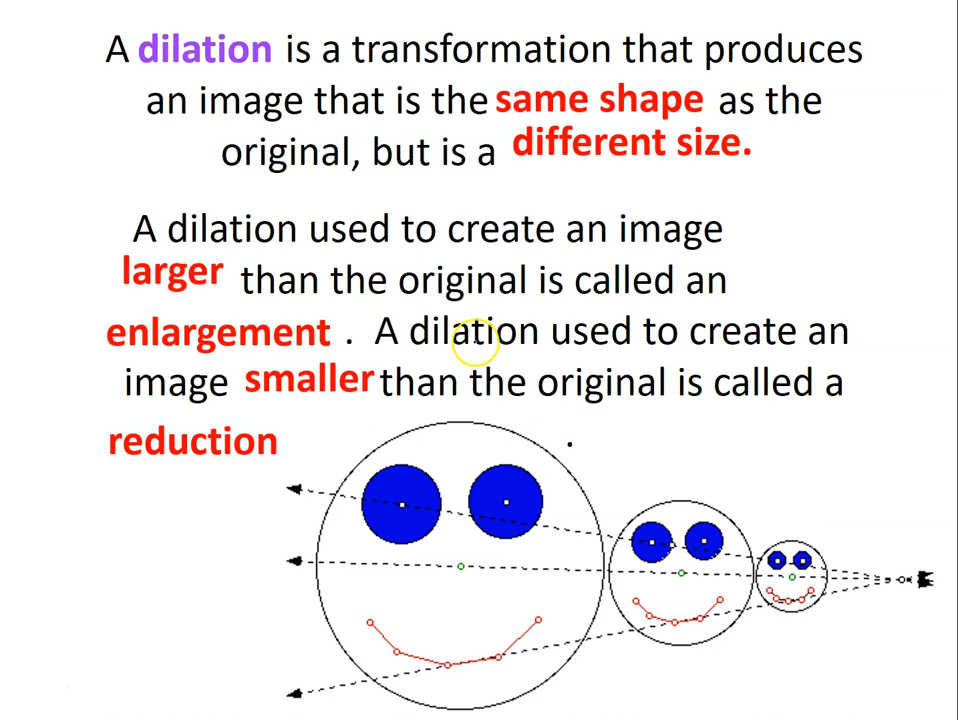 A dilation is a transformation that produces
an image that is the same shape as the
original, but is a different size.
A dilation used to create an image
larger than the original is called an
enlargement . A dilation used to create an
image smaller than the original is called a
reduction .